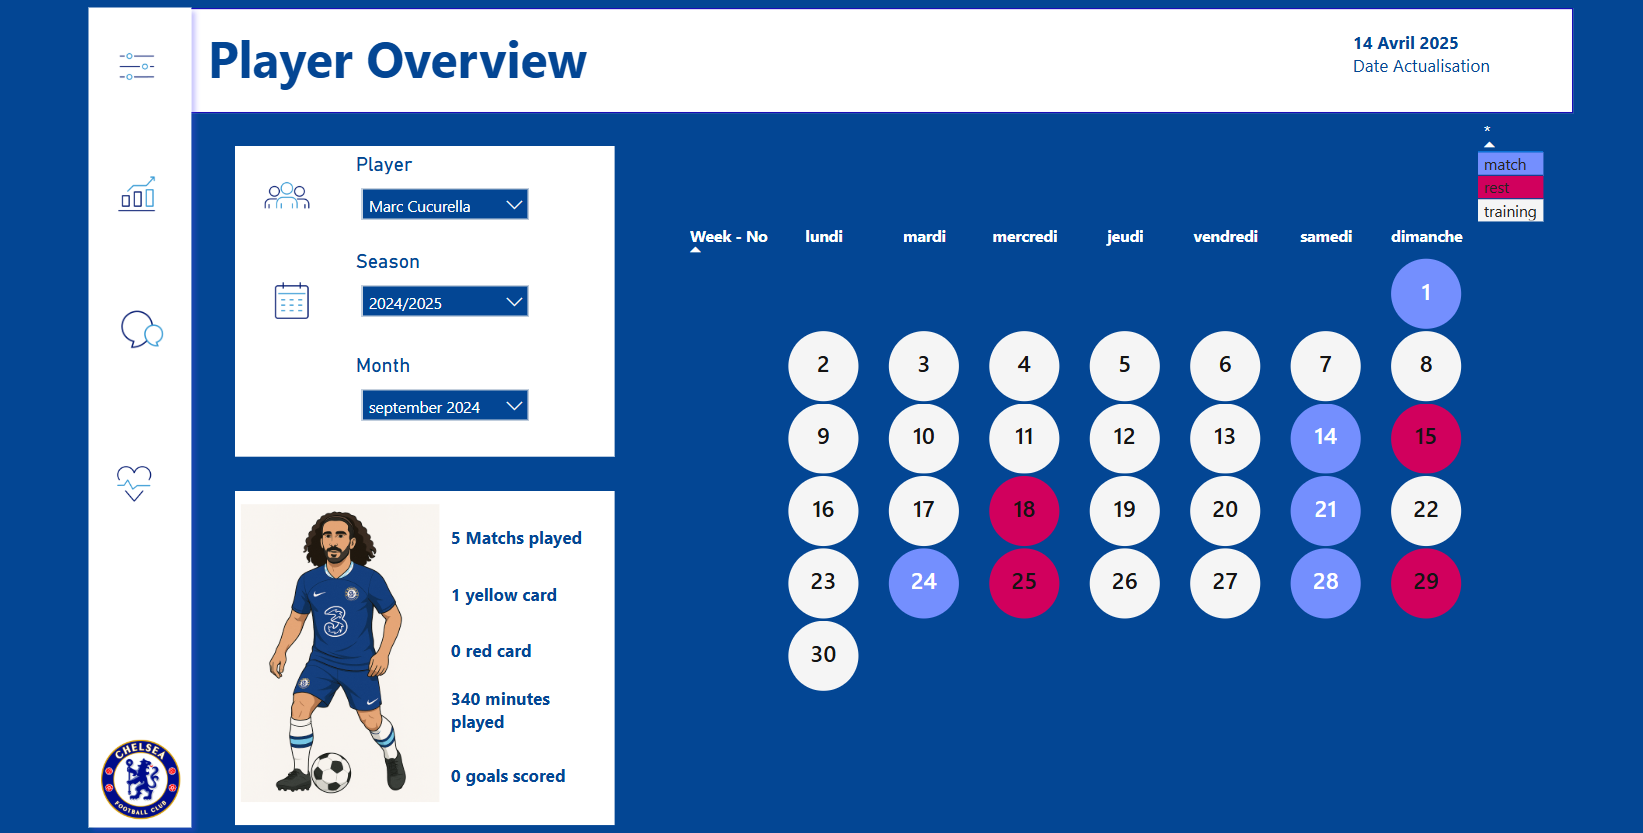 Player Overview
14 Avril 2025
Date Actualisation
*
match
rest
training
Player
Marc Cucurella
Season
2024/2025
Month
september 2024
Week - No lundi mardi mercredi jeudi vendredi samedi dimanche
1
2 3 4 5 6 7 8
9 10 11 12 13 14 15
16 17 18 19 20 21 22
23 24 25 26 27 28 29
30
5 Matchs played
1 yellow card
0 red card
340 minutes
played
0 goals scored
3
CHELSEA
FOOTBALL CLUB